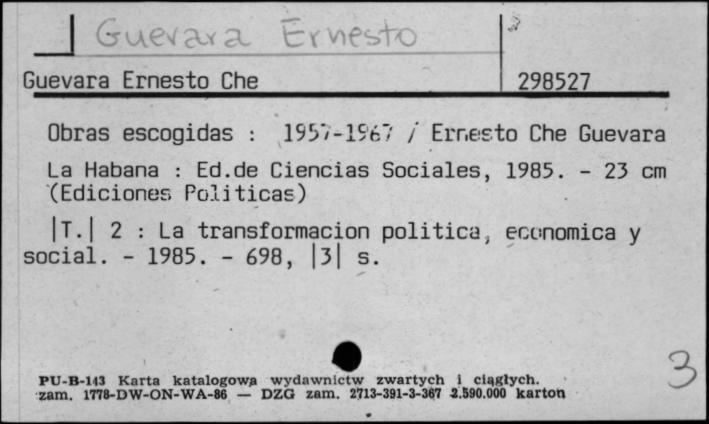 Guevara Ernesto
Guevara Ernesto Che 298527
Obras escogidas : 1957-1967 / Ernesto Che Guevara
La Habana : Ed.de Ciencias Sociales, 1985. - 23 cm
(Ediciones Politicas)
|T.| 2 : La transformacion politica, economica y
social. - 1985. - 698, |3| s.
3
PU-B-143 Karta katalogowa wydawnictw zwartych i ciągłych.
zam. 1778-DW-ON-WA-86 — DZG zam. 2713-391-3-367 2.590.000 karton